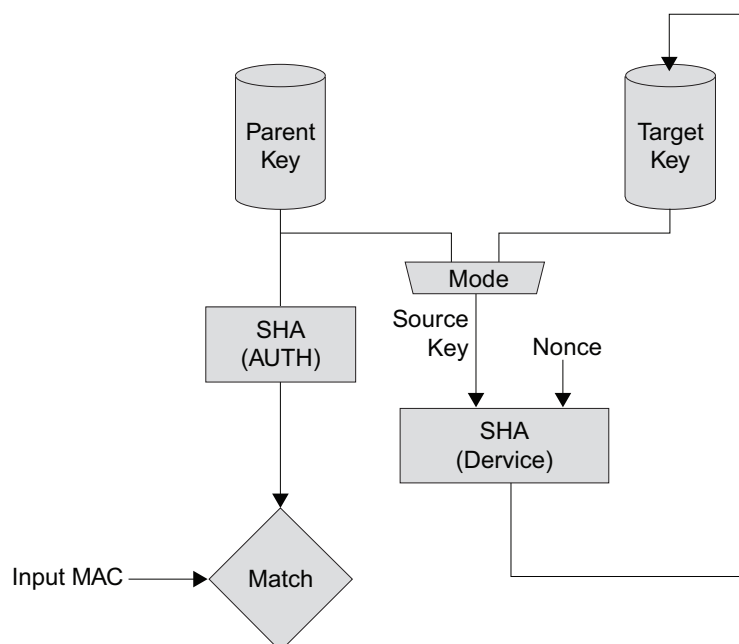 Parent
Key
Target
Key
Mode
Source
Key
SHA
(AUTH)
Nonce
SHA
(Dervice)
Input MAC
Match